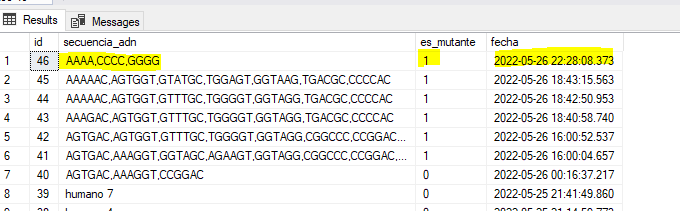 Results Messages
id secuencia_adn es_mutante fecha
1 46 AAAA,CCCC,GGGG 1 2022-05-26 22:28:08.373
2 45 AAAAAC,AGTGGT,GTATGC,TGGAGT,GGTAAG,TGACGC,CCCCAC 1 2022-05-26 18:43:15.563
3 44 AAAAAC,AGTGGT,GTTTGC,TGGGGT,GGTAGG,TGACGC,CCCCAC 1 2022-05-26 18:42:50.953
4 43 AAAGAC,AGTGGT,GTTTGC,TGGGGT,GGTAGG,TGACGC,CCCCAC 1 2022-05-26 18:40:58.740
5 42 AGTGAC,AGTGGT,GTTTGC,TGGGGT,GGTAGG,CGGCCC,CCGGAC... 1 2022-05-26 16:00:52.537
6 41 AGTGAC,AAAGGT,GGTAGC,AGAAGT,GGTAGG,CGGCCC,CCGGAC,... 1 2022-05-26 16:00:04.657
7 40 AGTGAC,AAAGGT,CCGGAC 0 2022-05-26 00:16:37.217
8 39 humano 7 0 2022-05-25 21:41:49.860